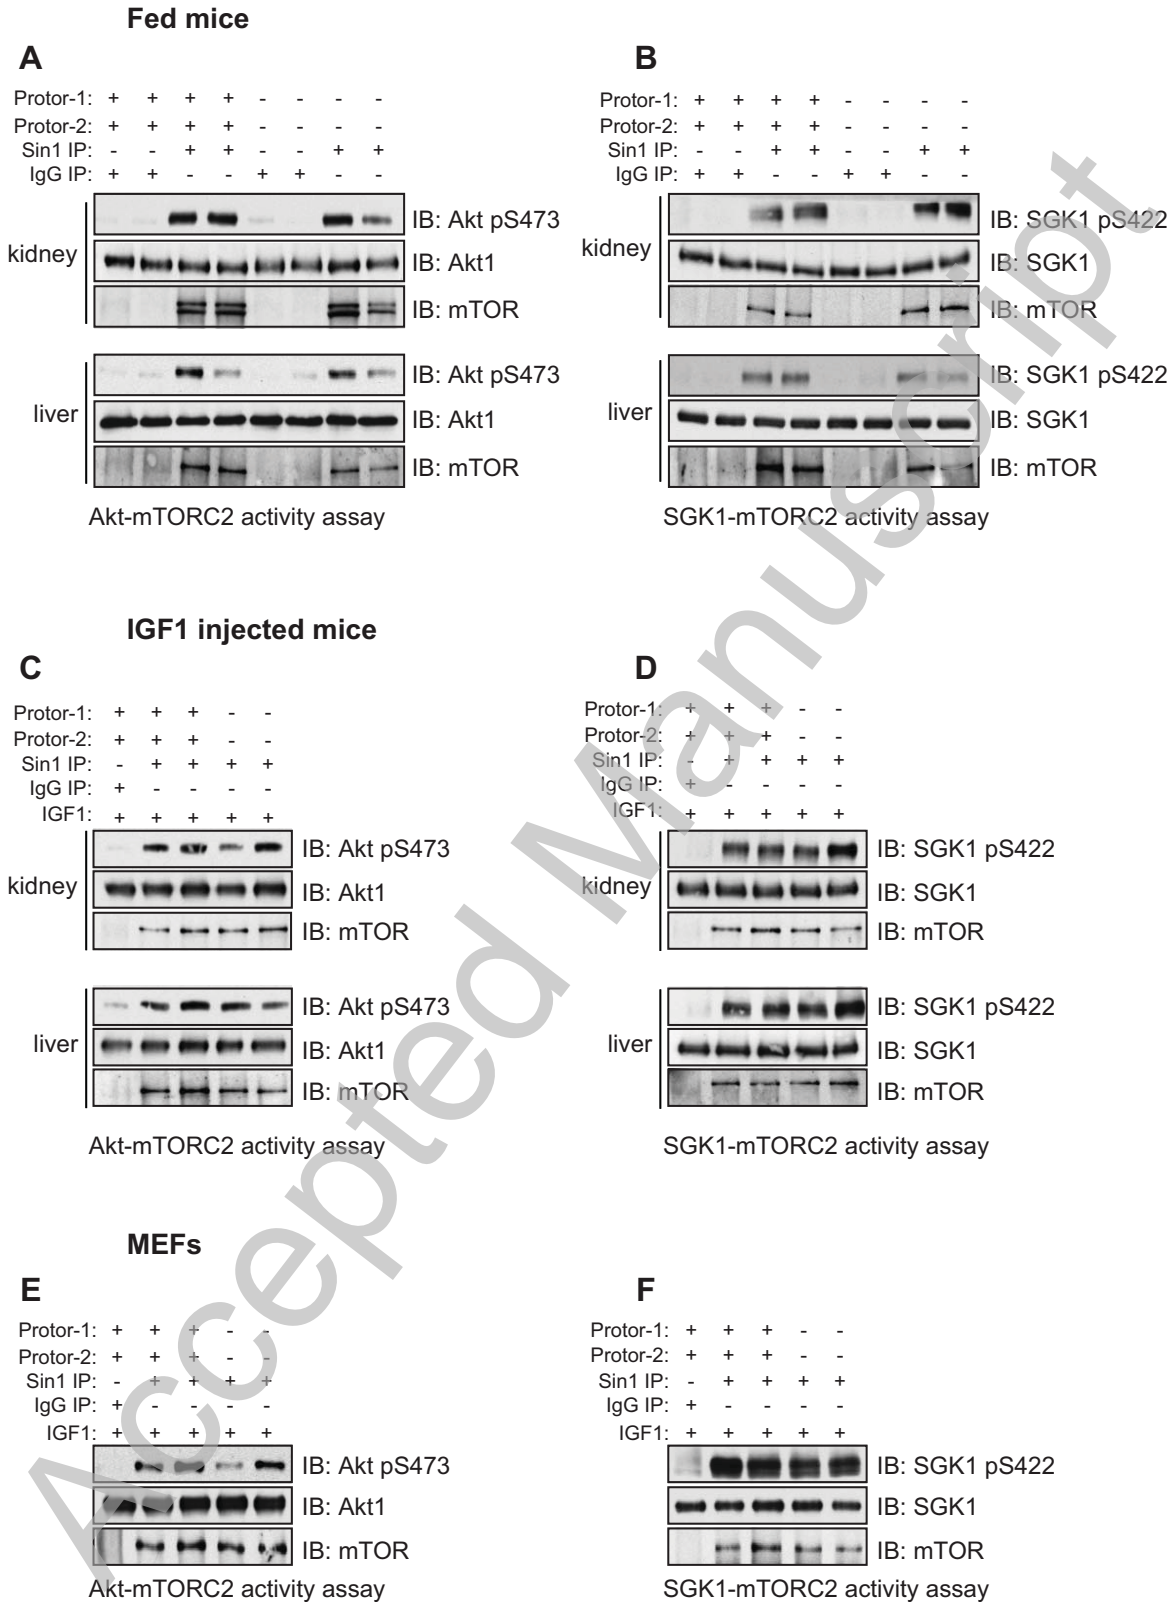 Fed mice
A
Protor-1: + + + + - - - -
Protor-2: + + + + - - - -
Sin1 IP: - - + + - - + +
IgG IP: + + - - + + - -
kidney
IB: Akt pS473
IB: Akt1
IB: mTOR
liver
IB: Akt pS473
IB: Akt1
IB: mTOR
Akt-mTORC2 activity assay
B
Protor-1: + + + + - - - -
Protor-2: + + + + - - - -
Sin1 IP: - - + + - - + +
IgG IP: + + - - + + - -
kidney
IB: SGK1 pS422
IB: SGK1
IB: mTOR
liver
IB: SGK1 pS422
IB: SGK1
IB: mTOR
SGK1-mTORC2 activity assay
IGF1 injected mice
C
Protor-1: + + + - -
Protor-2: + + + - -
Sin1 IP: - + + + +
IgG IP: + - - - -
IGF1: + + + + +
kidney
IB: Akt pS473
IB: Akt1
IB: mTOR
liver
IB: Akt pS473
IB: Akt1
IB: mTOR
Akt-mTORC2 activity assay
D
Protor-1: + + + - -
Protor-2: + + + - -
Sin1 IP: - + + + +
IgG IP: + - - - -
IGF1: + + + + +
kidney
IB: SGK1 pS422
IB: SGK1
IB: mTOR
liver
IB: SGK1 pS422
IB: SGK1
IB: mTOR
SGK1-mTORC2 activity assay
MEFs
E
Protor-1: + + + - -
Protor-2: + + + - -
Sin1 IP: - + + + +
IgG IP: + - - - -
IGF1: + + + + +
IB: Akt pS473
IB: Akt1
IB: mTOR
Akt-mTORC2 activity assay
F
Protor-1: + + + - -
Protor-2: + + + - -
Sin1 IP: - + + + +
IgG IP: + - - - -
IGF1: + + + + +
IB: SGK1 pS422
IB: SGK1
IB: mTOR
SGK1-mTORC2 activity assay
Accepted Manuscript